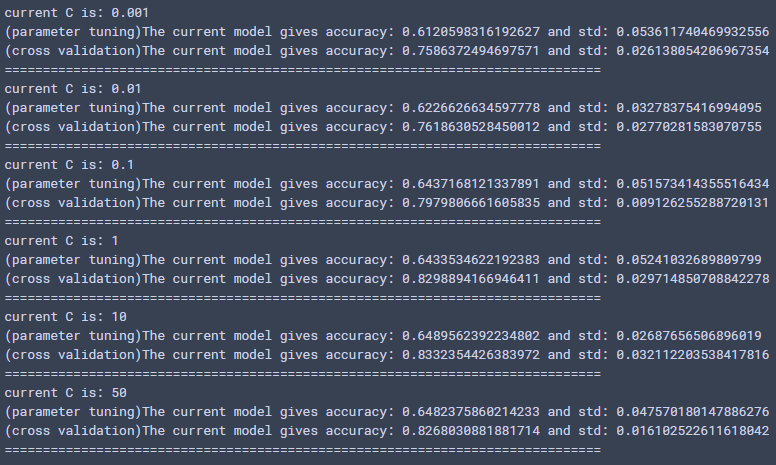 current C is: 0.001
(parameter tuning)The current model gives accuracy: 0.6120598316192627 and std: 0.053611740469932556
(cross validation)The current model gives accuracy: 0.7586372494697571 and std: 0.026138054206967354
===============================================================================
current C is: 0.01
(parameter tuning)The current model gives accuracy: 0.6226626634597778 and std: 0.03278375416994095
(cross validation)The current model gives accuracy: 0.7618630528450012 and std: 0.02770281583070755
===============================================================================
current C is: 0.1
(parameter tuning)The current model gives accuracy: 0.6437168121337891 and std: 0.051573414355516434
(cross validation)The current model gives accuracy: 0.7979806661605835 and std: 0.009126255288720131
===============================================================================
current C is: 1
(parameter tuning)The current model gives accuracy: 0.6433534622192383 and std: 0.05241032689809799
(cross validation)The current model gives accuracy: 0.8298894166946411 and std: 0.029714850708842278
===============================================================================
current C is: 10
(parameter tuning)The current model gives accuracy: 0.6489562392234802 and std: 0.02687656506896019
(cross validation)The current model gives accuracy: 0.8332354426383972 and std: 0.032112203538417816
===============================================================================
current C is: 50
(parameter tuning)The current model gives accuracy: 0.6482375860214233 and std: 0.047570180147886276
(cross validation)The current model gives accuracy: 0.8268030881881714 and std: 0.016102522611618042
===============================================================================